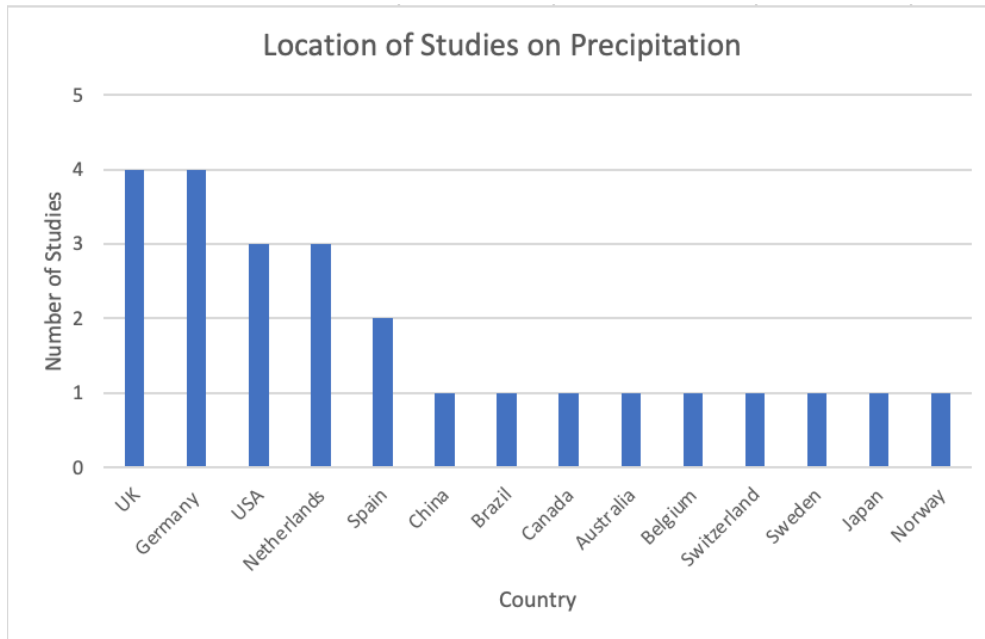 Location of Studies on Precipitation
5
4
3
2
1
0
Number of Studies
UK
Germany
USA
Netherlands
Spain
China
Brazil
Canada
Australia
Belgium
Switzerland
Sweden
Japan
Norway
Country